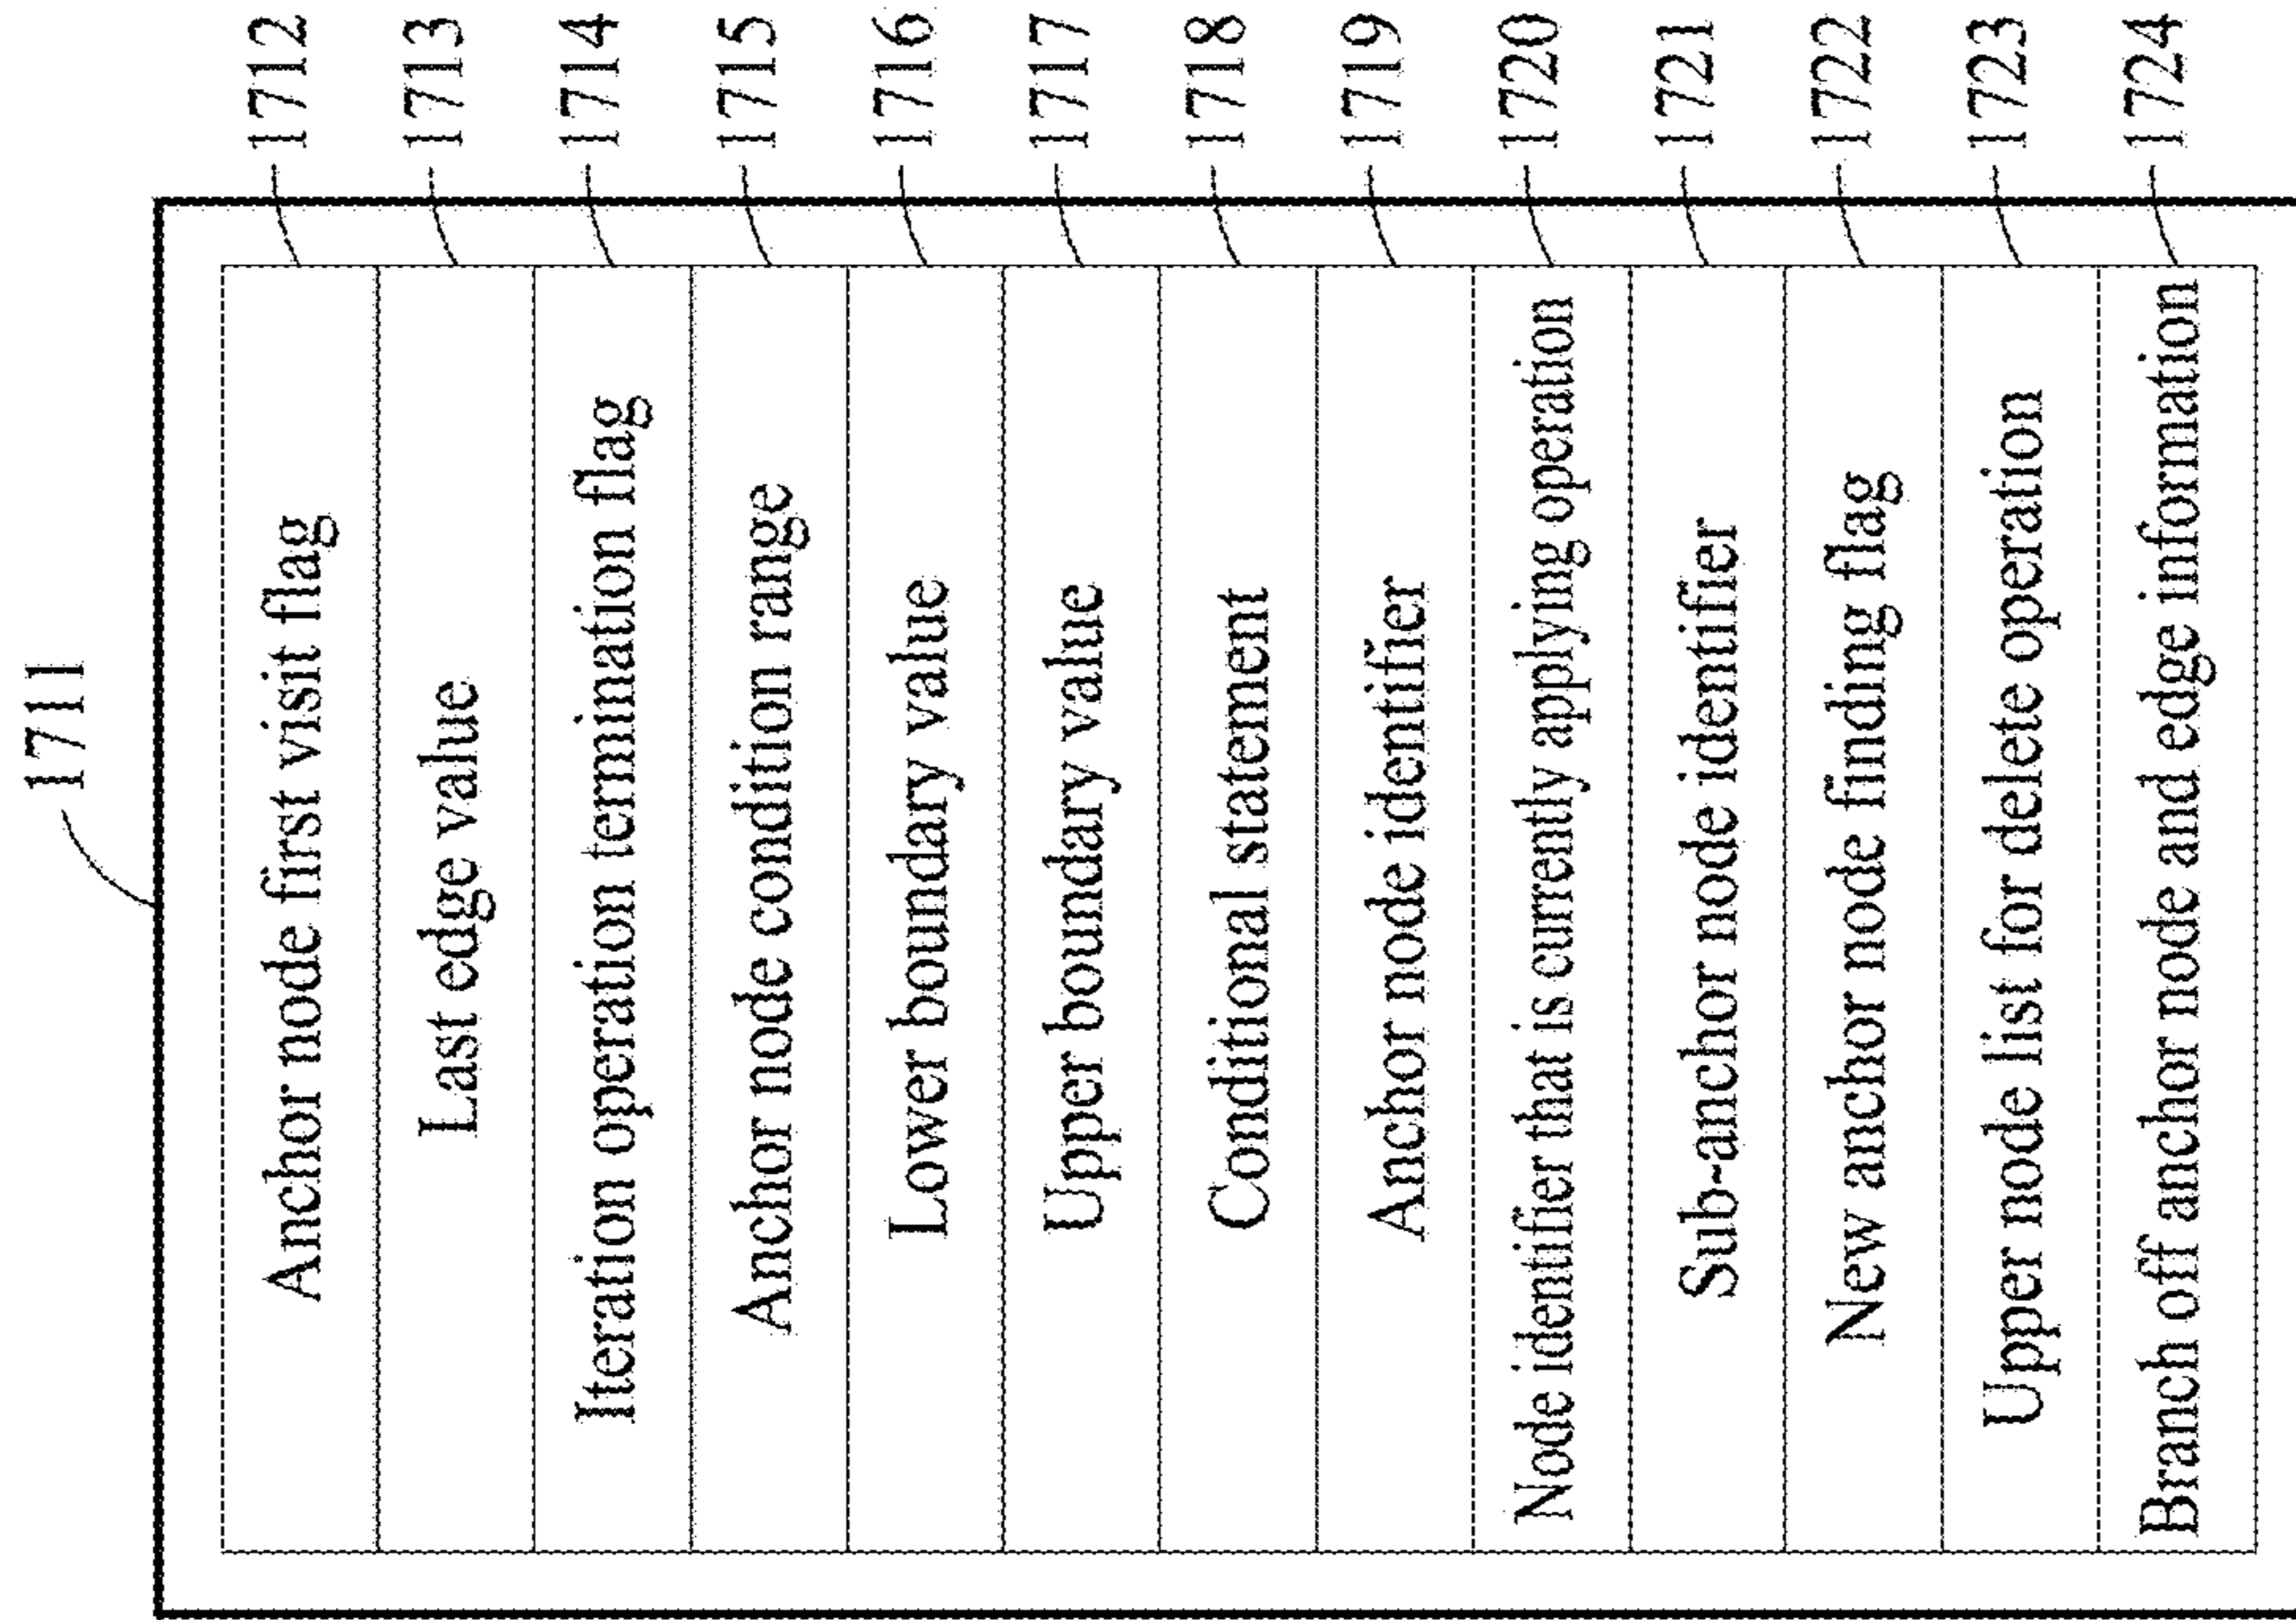 1711
Anchor node first visit flag 1712
Last edge value 1713
Iteration operation termination flag 1714
Anchor node condition range 1715
Lower boundary value 1716
Upper boundary value 1717
Conditional statement 1718
Anchor node identifier 1719
Node identifier that is currently applying operation 1720
Sub-anchor node identifier 1721
New anchor node finding flag 1722
Upper node list for delete operation 1723
Branch off anchor node and edge information 1724